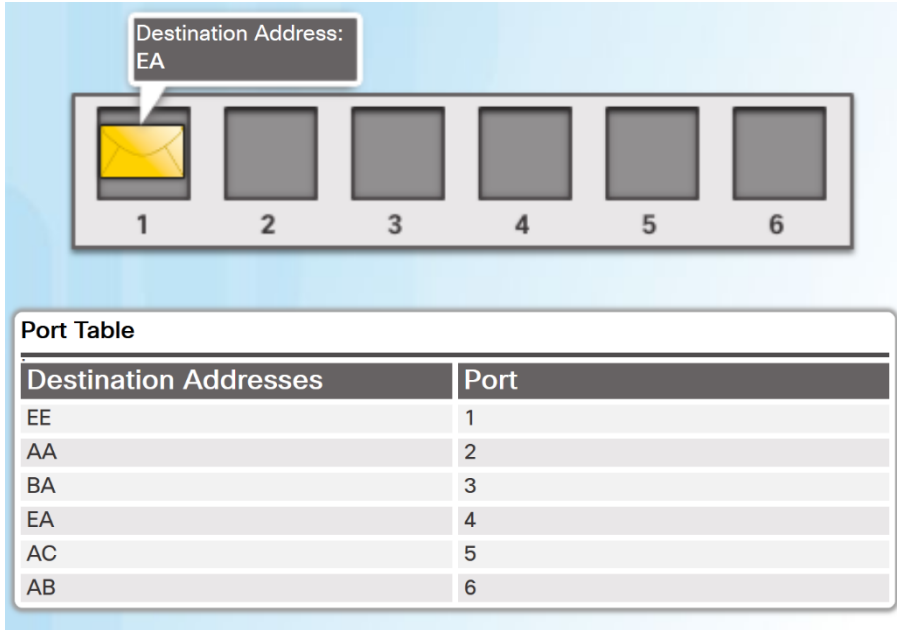 Destination Address:
EA
1 2 3 4 5 6
Port Table
Destination Addresses Port
EE 1
AA 2
BA 3
EA 4
AC 5
AB 6